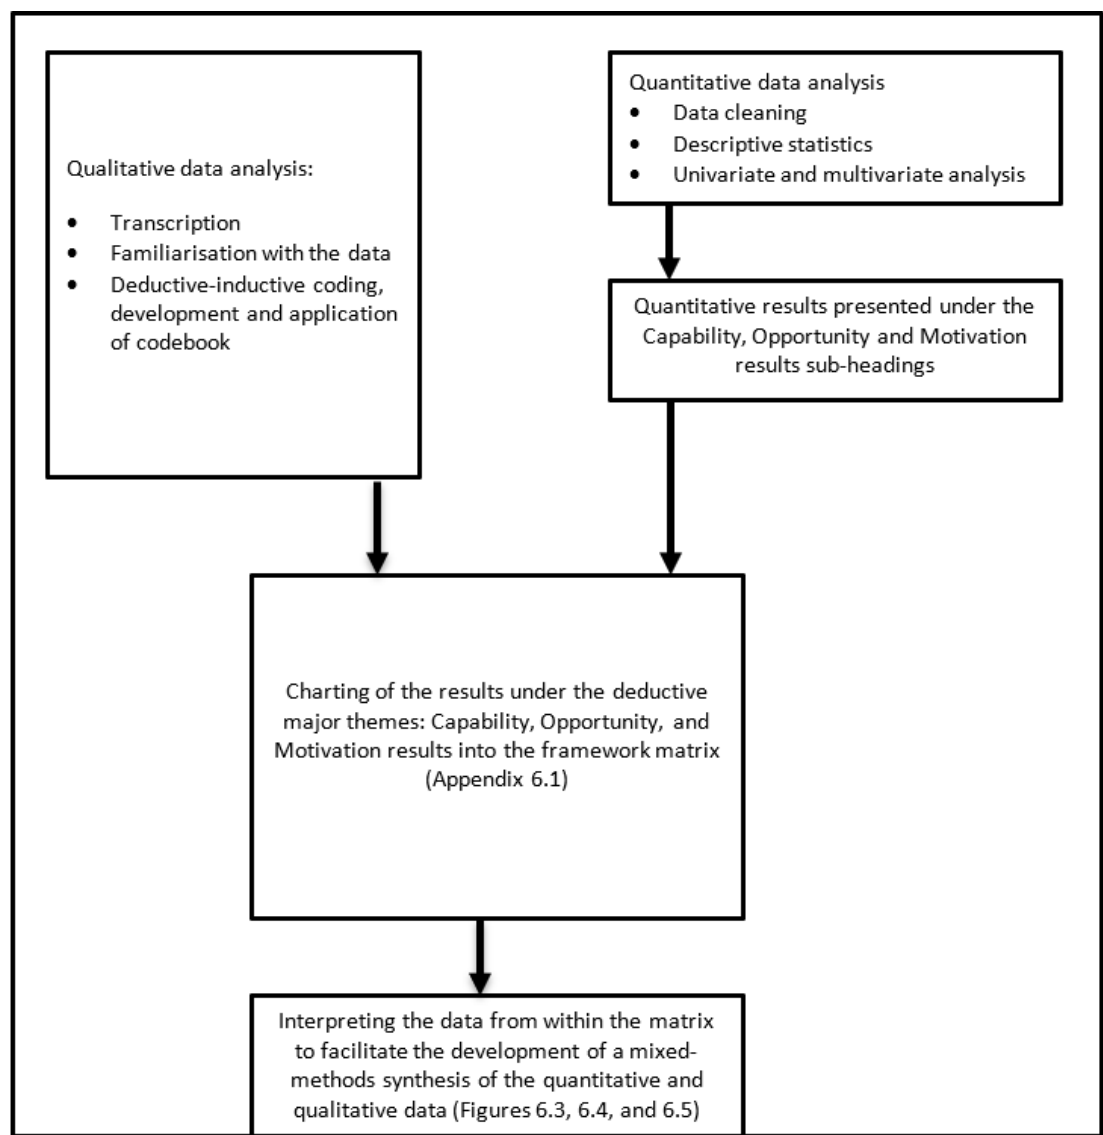 Qualitative data analysis:
• Transcription
• Familiarisation with the data
• Deductive-inductive coding,
development and application
of codebook
Quantitative data analysis
• Data cleaning
• Descriptive statistics
• Univariate and multivariate analysis
Quantitative results presented under the
Capability, Opportunity and Motivation
results sub-headings
Charting of the results under the deductive
major themes: Capability, Opportunity, and
Motivation results into the framework matrix
(Appendix 6.1)
Interpreting the data from within the matrix
to facilitate the development of a mixed-
methods synthesis of the quantitative and
qualitative data (Figures 6.3, 6.4, and 6.5)